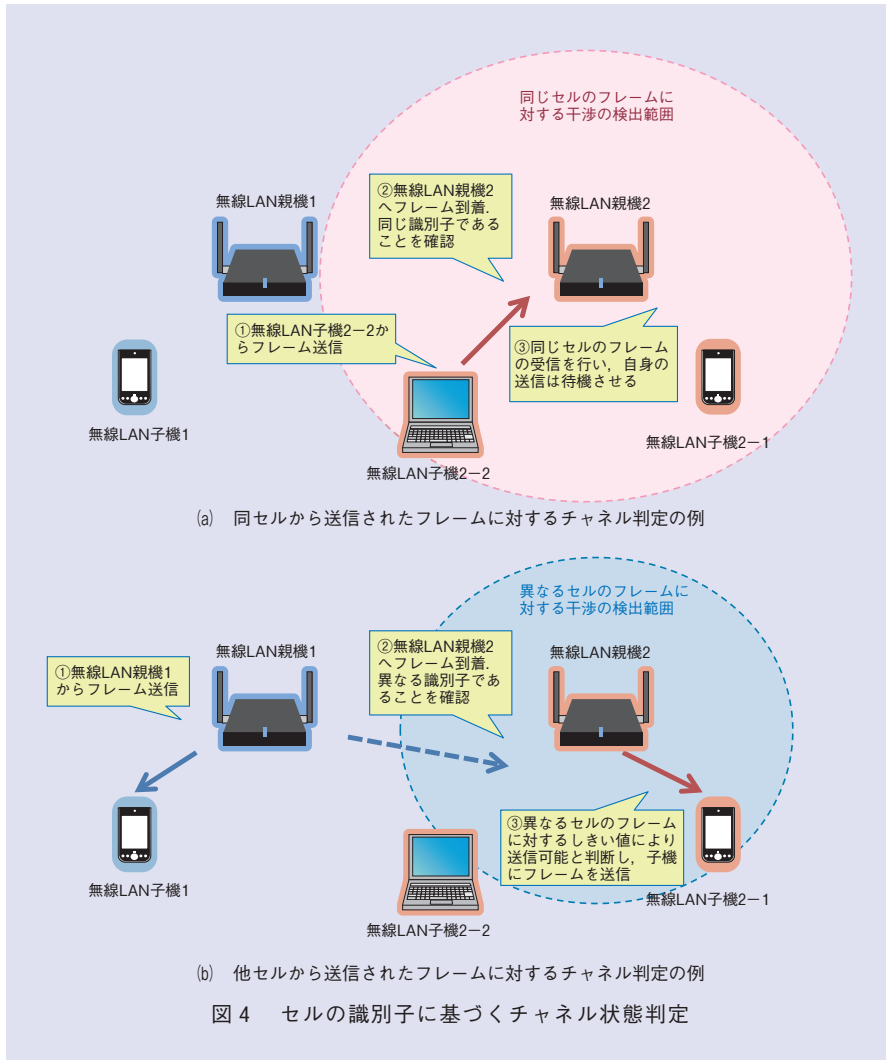 同じセルのフレームに
対する干渉の検出範囲
無線LAN親機1
②無線LAN親機2
へフレーム到着.
同じ識別子である
ことを確認
無線LAN親機2
①無線LAN子機2−2か
らフレーム送信
③同じセルのフレーム
の受信を行い，自身の
送信は待機させる
無線LAN子機1
無線LAN子機2−2
無線LAN子機2−1
(a) 同セルから送信されたフレームに対するチャネル判定の例
異なるセルのフレームに
対する干渉の検出範囲
①無線LAN親機1
からフレーム送信
無線LAN親機1
②無線LAN親機2
へフレーム到着.
異なる識別子であ
ることを確認
無線LAN親機2
③異なるセルのフレーム
に対するしきい値により
送信可能と判断し，子機
にフレームを送信
無線LAN子機1
無線LAN子機2−2
無線LAN子機2−1
(b) 他セルから送信されたフレームに対するチャネル判定の例
図4 セルの識別子に基づくチャネル状態判定